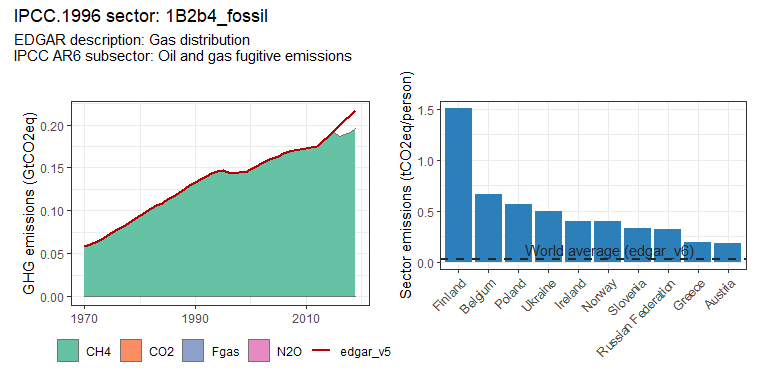 IPCC.1996 sector: 1B2b4_fossil
EDGAR description: Gas distribution
IPCC AR6 subsector: Oil and gas fugitive emissions
GHG emissions (GtCO2eq)
0.20
0.15
0.10
0.05
0.00
1970
1990
2010
CH4
CO2
Fgas
N2O
edgar_v5
Sector emissions (tCO2eq/person)
1.5
1.0
0.5
0.0
World average (edgar_v6)
Finland
Belgium
Poland
Ukraine
Ireland
Norway
Slovenia
Russian Federation
Greece
Austria